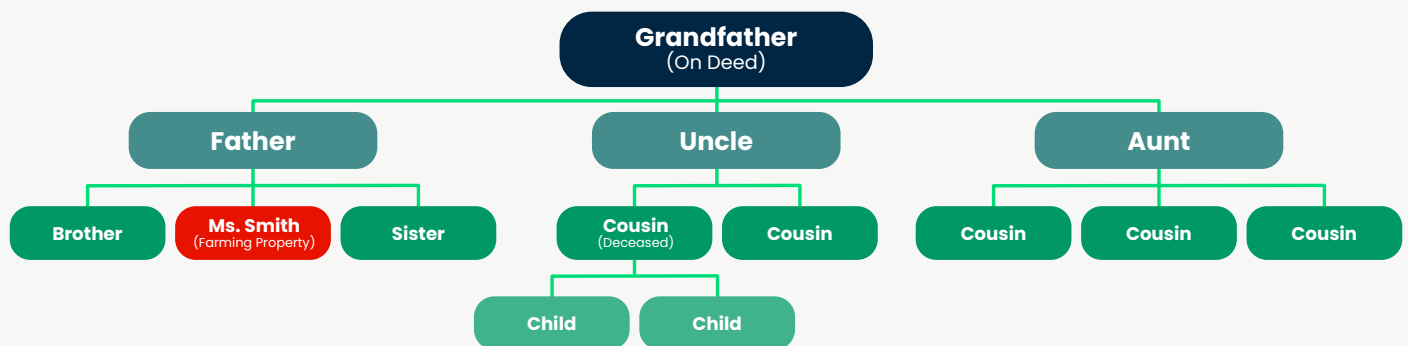 Grandfather
(On Deed)
Father
Uncle
Aunt
Brother
Ms. Smith
(Farming Property)
Sister
Cousin
(Deceased)
Cousin
Cousin
Cousin
Cousin
Child
Child